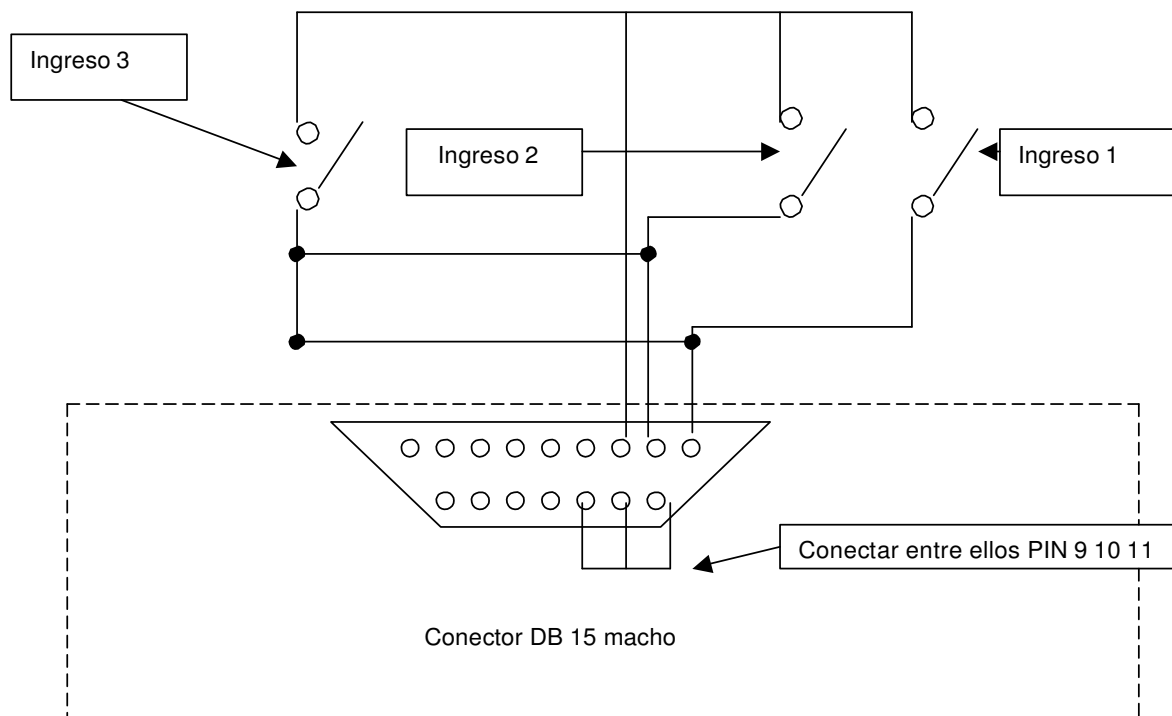 Ingreso 3
Ingreso 2
Ingreso 1
Conectar entre ellos PIN 9 10 11
Conector DB 15 macho